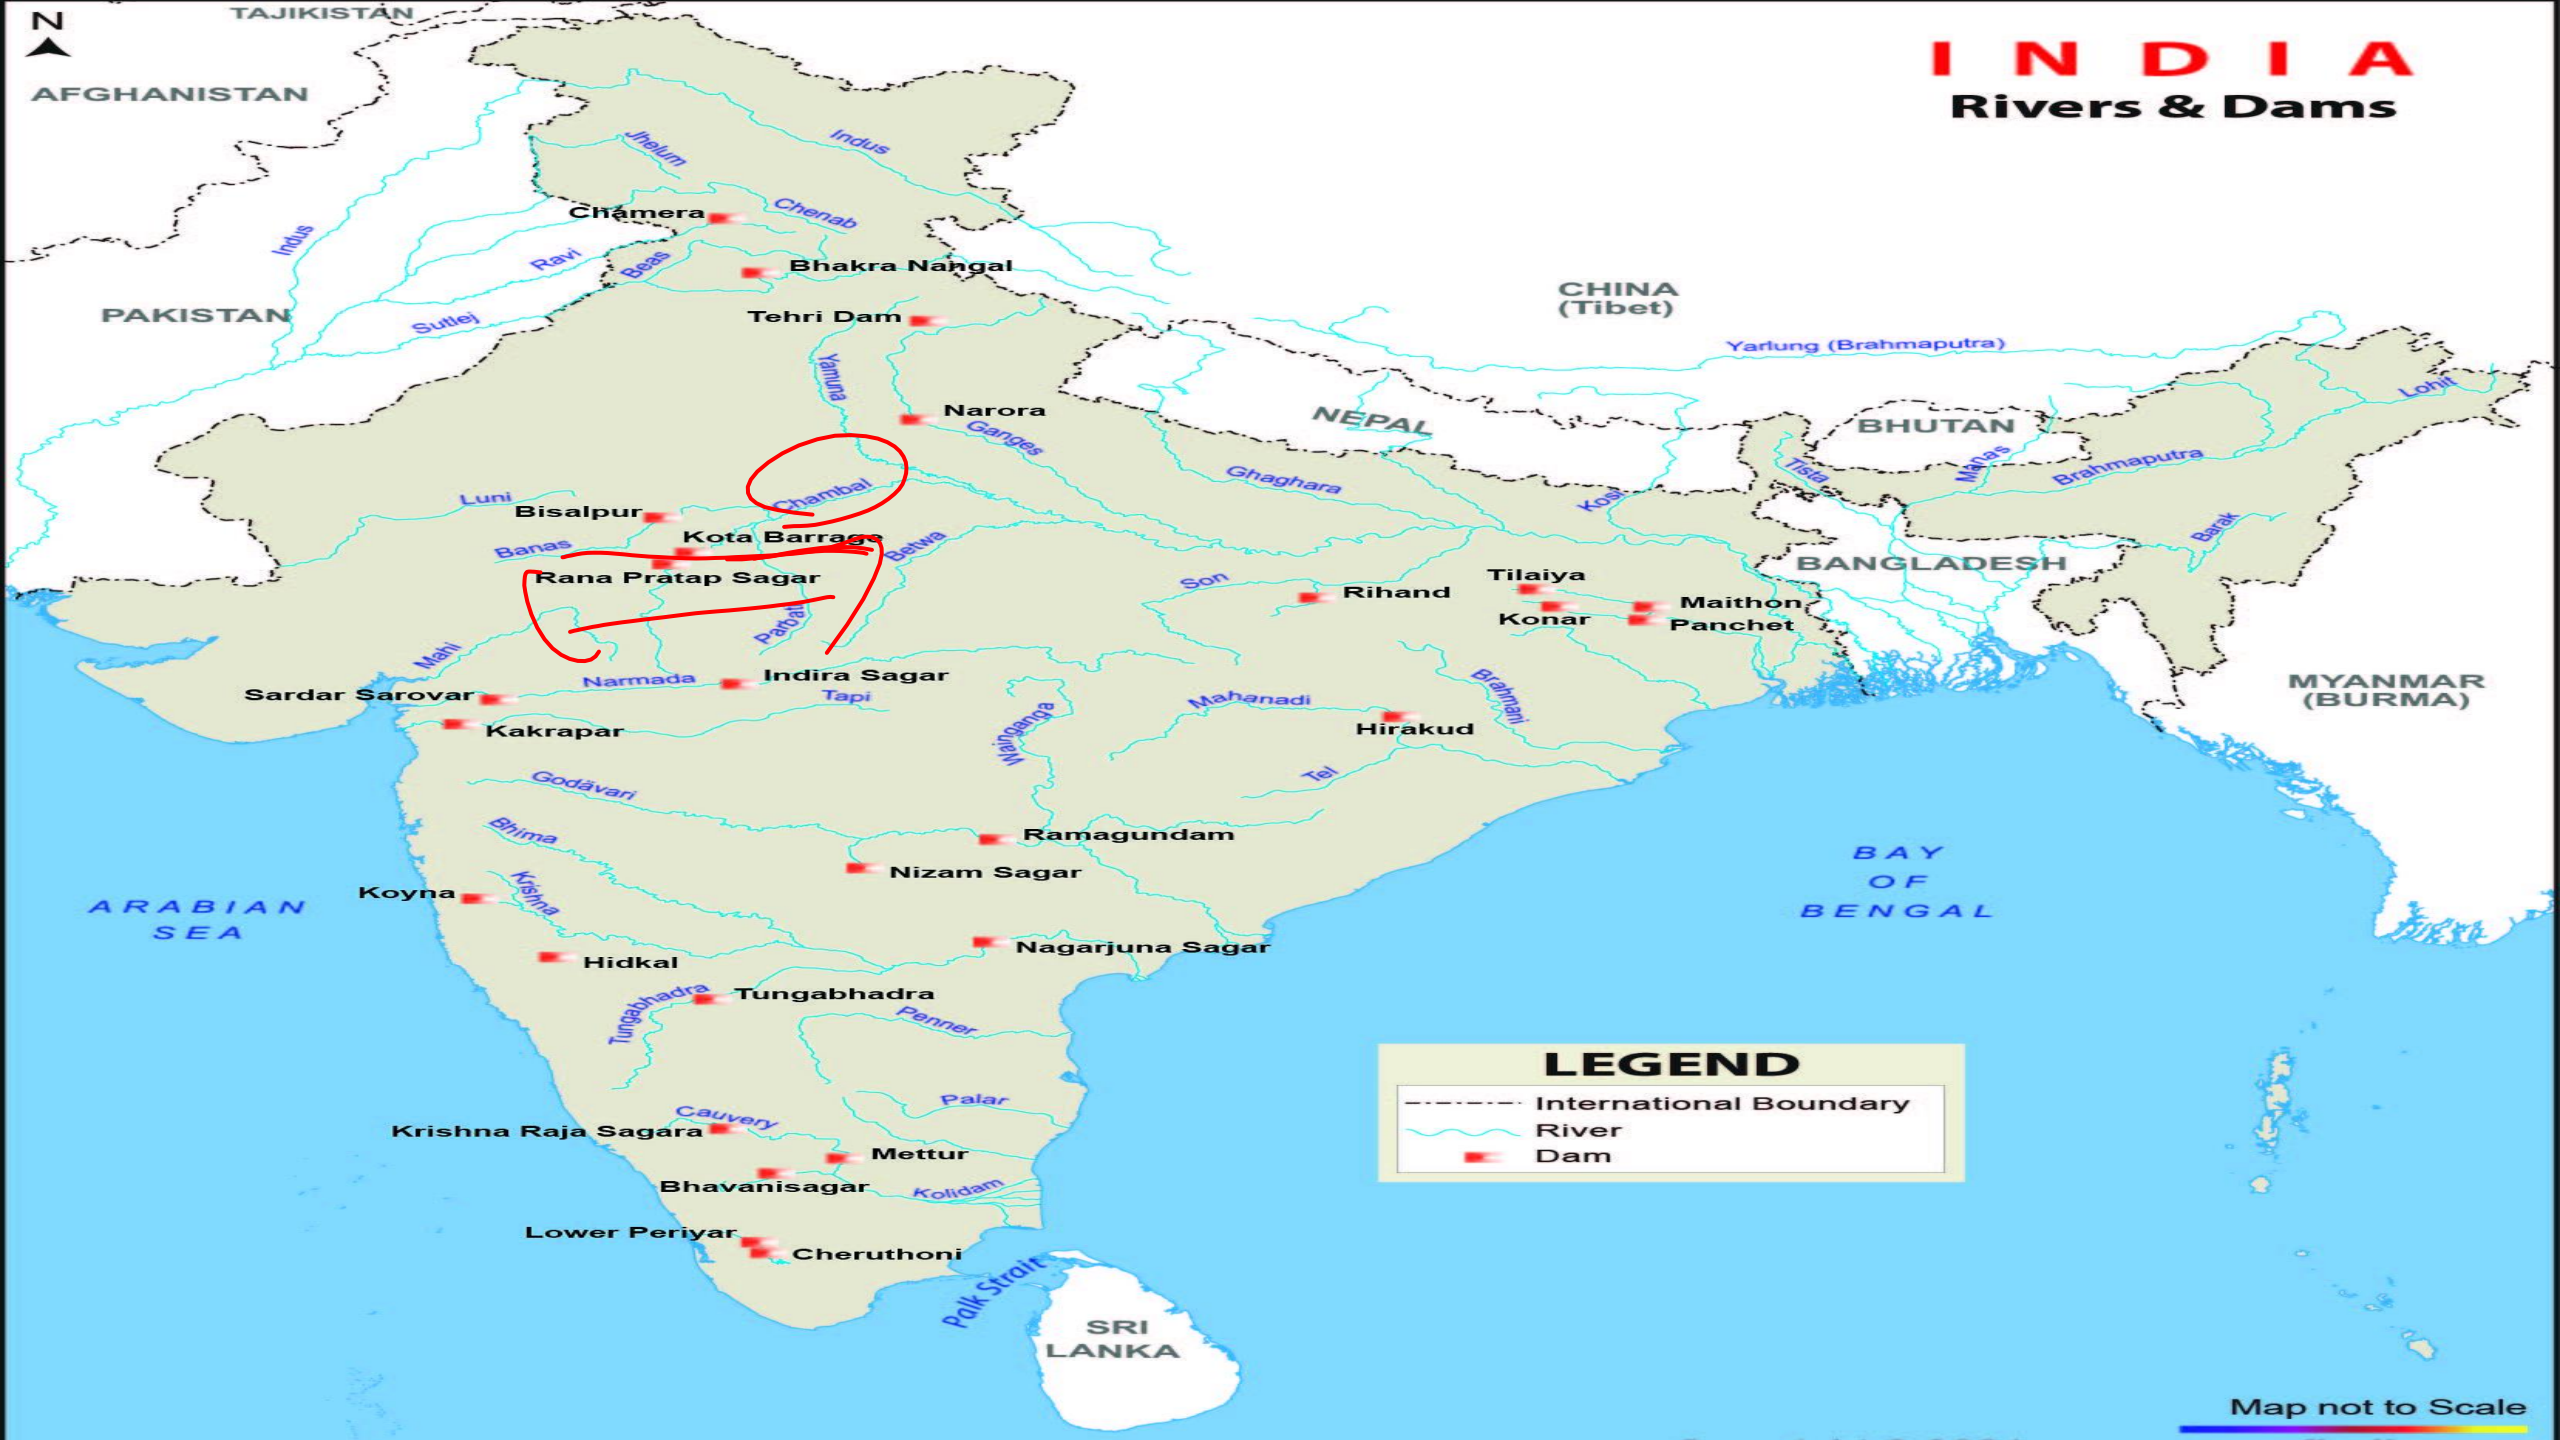 N
TAJIKISTAN
I N D I A
Rivers & Dams
AFGHANISTAN
Jhelum
Indus
Chamera
Chenab
Indus
Ravi
Beas
Bhakra Nangal
CHINA
(Tibet)
PAKISTAN
Sutlej
Tehri Dam
Yarlung (Brahmaputra)
Yamuna
Lohit
Narora
Ganges
NEPAL
BHUTAN
Ghaghara
Tista
Manas
Brahmaputra
Luni
Chambal
Kosi
Bisalpur
Kota Barrage
Banas
Betwa
Barak
BANGLADESH
Rana Pratap Sagar
Son
Rihand
Tilaiya
Maithon
Konar
Panchet
Parbati
Mahi
Narmada
Indira Sagar
Sardar Sarovar
Tapi
Mahanadi
Brahmani
MYANMAR
(BURMA)
Kakrapar
Wainganga
Hirakud
Godävari
Tel
Bhima
Ramagundam
BAY
OF
BENGAL
Nizam Sagar
Koyna
Krishna
ARABIAN
SEA
Nagarjuna Sagar
Hidkal
Tungabhadra
Tungabhadra
Penner
LEGEND
International Boundary
River
Dam
Palar
Cauvery
Krishna Raja Sagara
Mettur
Bhavanisagar
Kolidam
Lower Periyar
Cheruthoni
Palk Strait
SRI
LANKA
Map not to Scale